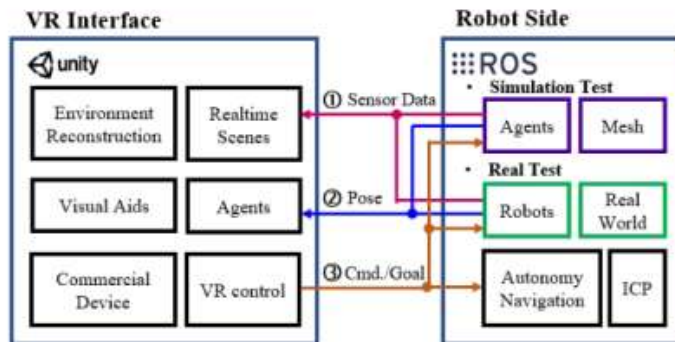 VR Interface
Robot Side
unity
ROS
Environment
Reconstruction
Realtime
Scenes
① Sensor Data
• Simulation Test
Agents
Mesh
Visual Aids
Agents
② Pose
• Real Test
Robots
Real
World
Commercial
Device
VR control
③ Cmd./Goal
Autonomy
Navigation
ICP